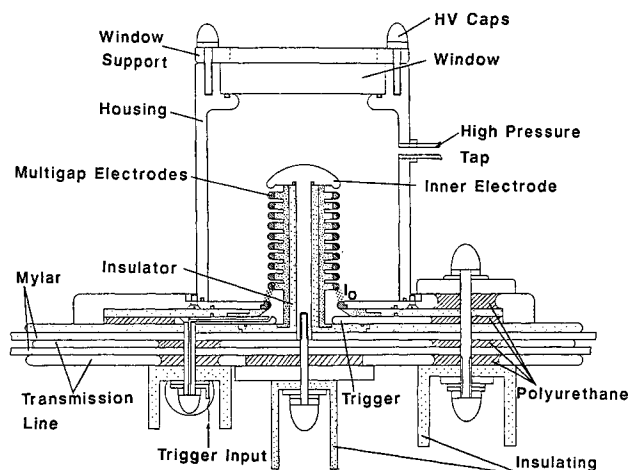 HV Caps
Window
Support
Window
Housing
High Pressure
Tap
Multigap Electrodes
Inner Electrode
Insulator
Io
Mylar
Transmission
Line
Trigger
Polyurethane
Trigger Input
Insulating